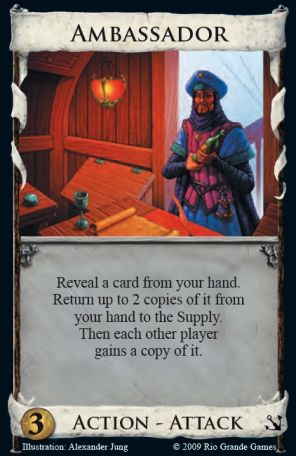 AMBASSADOR
Reveal a card from your hand.
Return up to 2 copies of it from
your hand to the Supply.
Then each other player
gains a copy of it.
3 ACTION - ATTACK
Illustration: Alexander Jung © 2009 Rio Grande Games